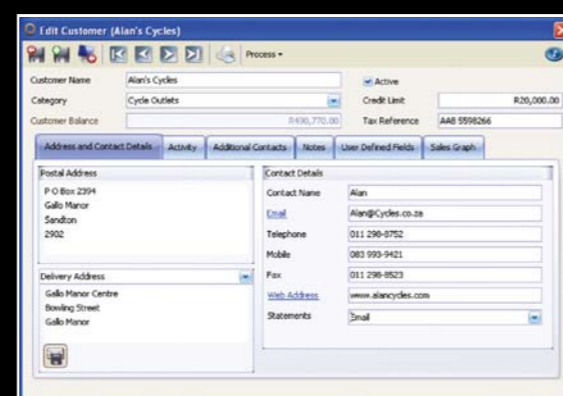 Edit Customer (Alan's Cycles)
Process
Customer Name Alan's Cycles Active
Category Cycle Outlets Credit Limit R20,000.00
Customer Balance R490,770.00 Tax Reference AAB 5598266
Address and Contact Details Activity Additional Contacts Notes User Defined Fields Sales Graph
Postal Address
P O Box 2394
Gallo Manor
Sandton
2902
Delivery Address
Gallo Manor Centre
Bowling Street
Gallo Manor
Contact Details
Contact Name Alan
Email Alan@Cycles.co.za
Telephone 011 298-8752
Mobile 083 993-9421
Fax 011 298-8523
Web Address www.alancycles.com
Statements Email